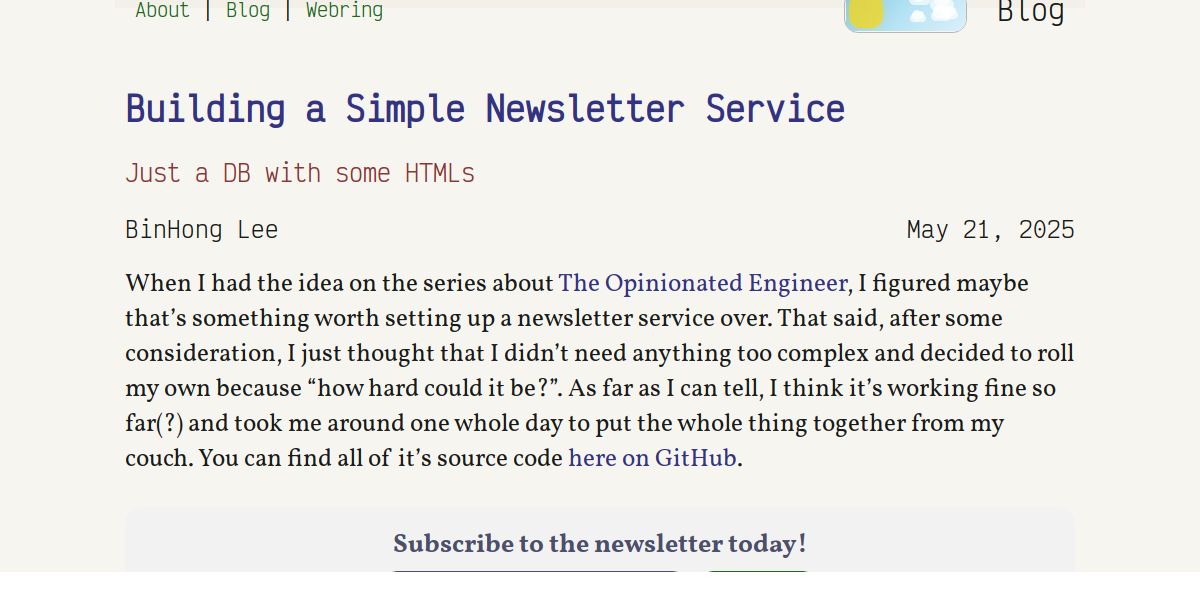 About | Blog | Webring
Blog
Building a Simple Newsletter Service
Just a DB with some HTMLs
BinHong Lee
May 21, 2025
When I had the idea on the series about The Opinionated Engineer, I figured maybe
that’s something worth setting up a newsletter service over. That said, after some
consideration, I just thought that I didn’t need anything too complex and decided to roll
my own because “how hard could it be?”. As far as I can tell, I think it’s working fine so
far(?) and took me around one whole day to put the whole thing together from my
couch. You can find all of it’s source code here on GitHub.
Subscribe to the newsletter today!